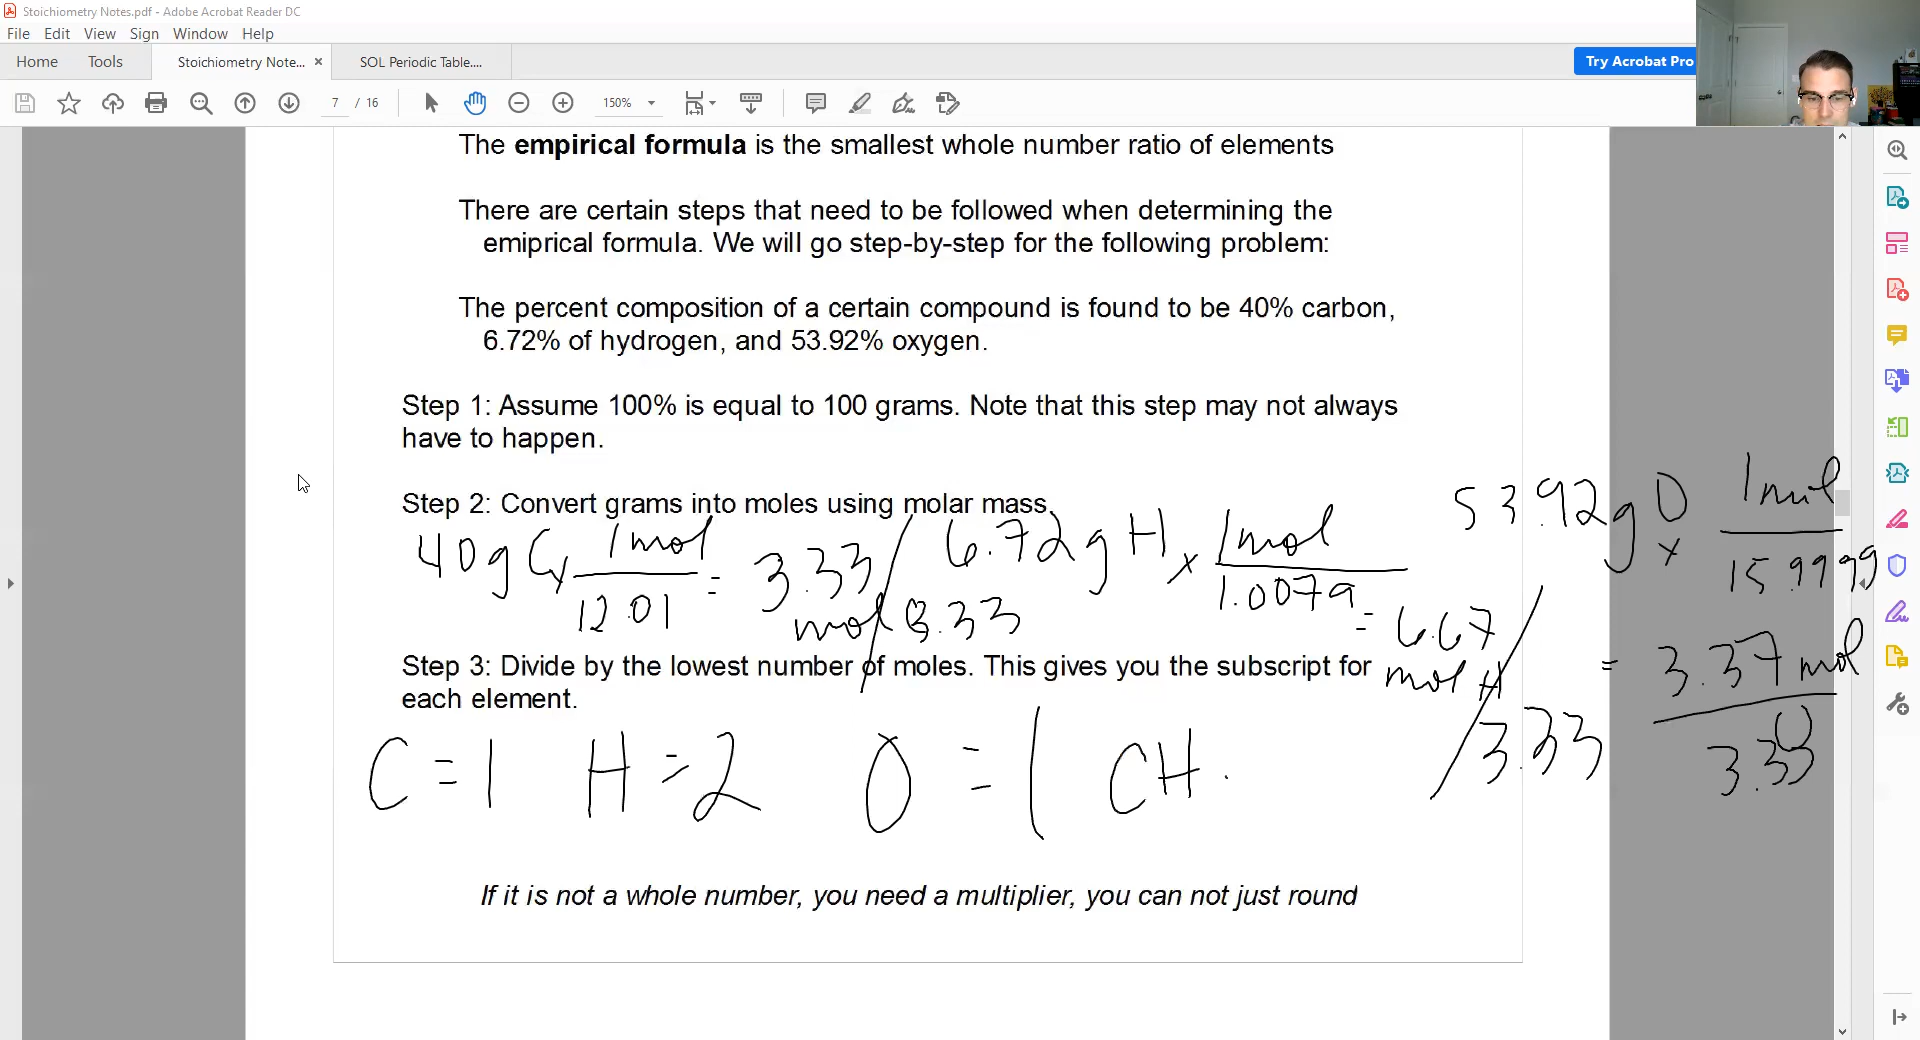 Stoichiometry Notes.pdf - Adobe Acrobat Reader DC
File Edit View Sign Window Help
Home Tools Stoichiometry Note... × SOL Periodic Table.... Try Acrobat Pro
7 / 16 150%
The empirical formula is the smallest whole number ratio of elements
There are certain steps that need to be followed when determining the
emiprical formula. We will go step-by-step for the following problem:
The percent composition of a certain compound is found to be 40% carbon,
6.72% of hydrogen, and 53.92% oxygen.
Step 1: Assume 100% is equal to 100 grams. Note that this step may not always
have to happen.
Step 2: Convert grams into moles using molar mass.
40g C x 1mol / 12.01 = 3.33 mol / 3.33
6.72g H x 1mol / 1.0079 = 6.67 mol H / 3.33
53.92g O x 1mol / 15.9999 = 3.37 mol / 3.33
Step 3: Divide by the lowest number of moles. This gives you the subscript for
each element.
C = 1 H = 2 O = 1 CH
If it is not a whole number, you need a multiplier, you can not just round